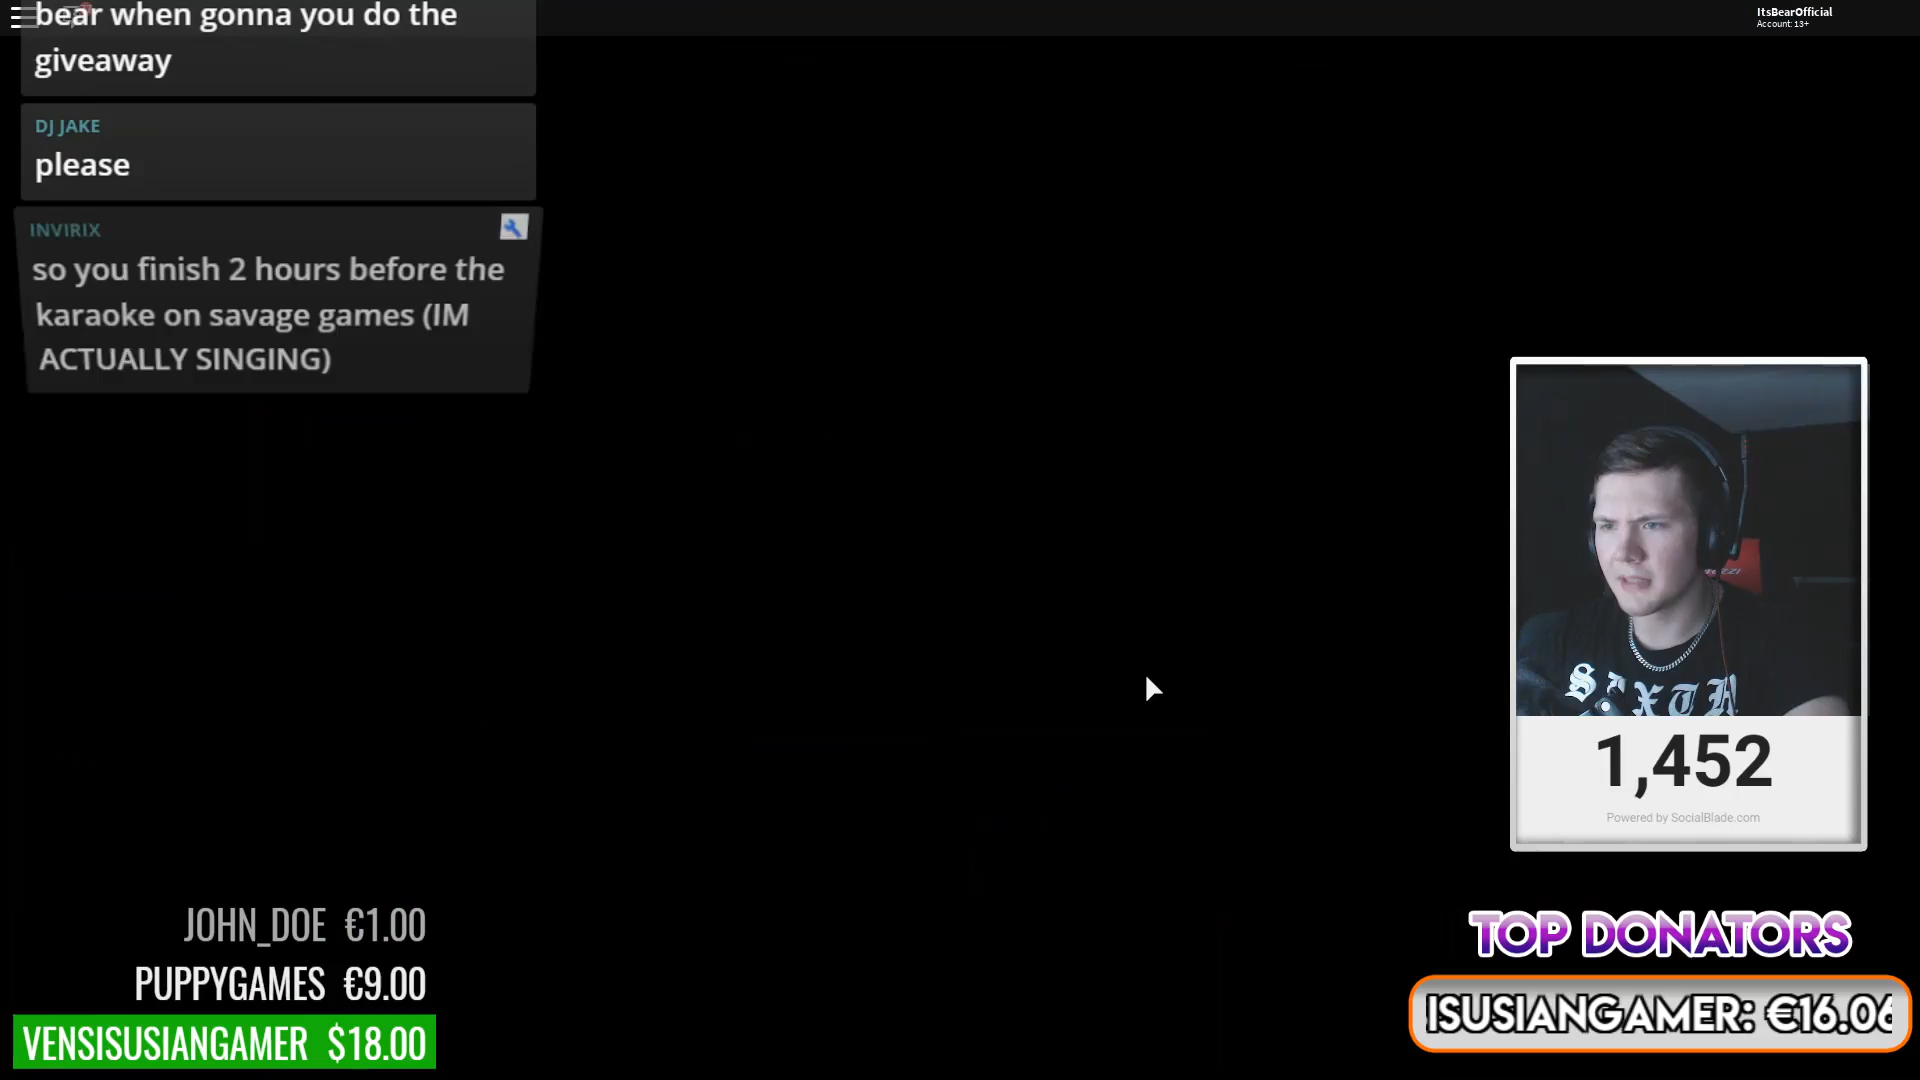 bear when gonna you do the
giveaway
DJ JAKE
please
INVIRIX
so you finish 2 hours before the
karaoke on savage games (IM
ACTUALLY SINGING)
ItsBearOfficial
Account: 13+
1,452
Powered by SocialBlade.com
JOHN_DOE €1.00
PUPPYGAMES €9.00
VENSISUSIANGAMER $18.00
TOP DONATORS
ISUSIANGAMER: €16.06